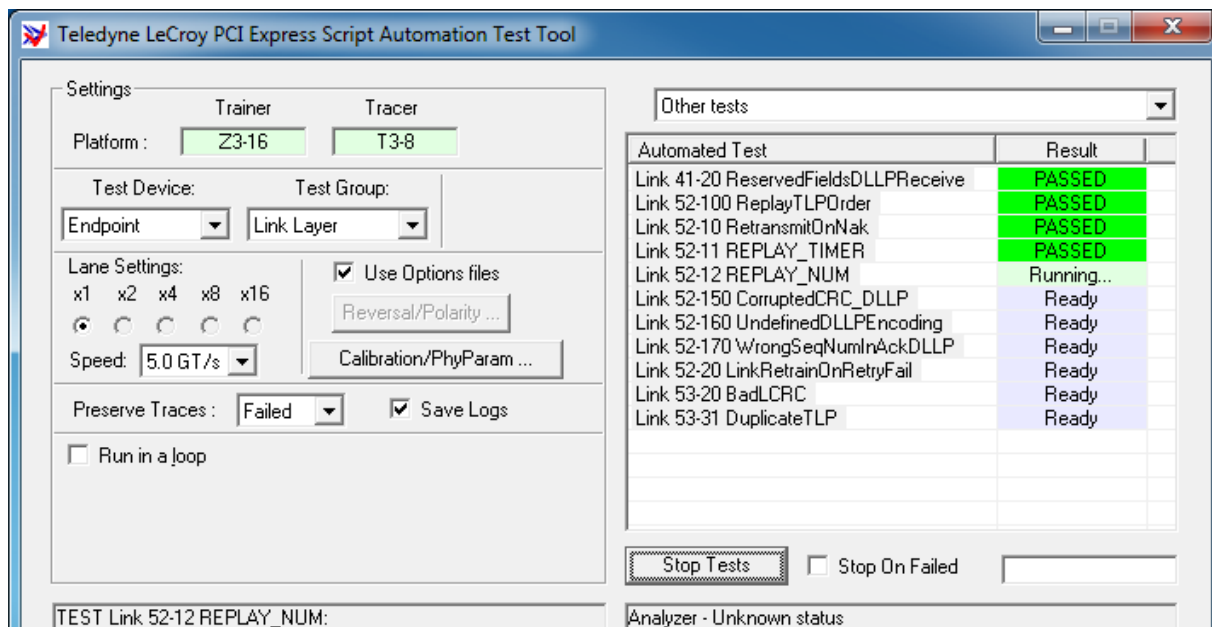 Teledyne LeCroy PCI Express Script Automation Test Tool
Settings
Trainer Tracer
Platform : Z3-16 T3-8
Test Device: Test Group:
Endpoint Link Layer
Lane Settings:
x1 x2 x4 x8 x16
Speed: 5.0 GT/s
Use Options files
Reversal/Polarity ...
Calibration/PhyParam ...
Preserve Traces : Failed Save Logs
Run in a loop
Other tests
Automated Test Result
Link 41-20 ReservedFieldsDLLPReceive PASSED
Link 52-100 ReplayTLPOrder PASSED
Link 52-10 RetransmitOnNak PASSED
Link 52-11 REPLAY_TIMER PASSED
Link 52-12 REPLAY_NUM Running...
Link 52-150 CorruptedCRC_DLLP Ready
Link 52-160 UndefinedDLLPEncoding Ready
Link 52-170 WrongSeqNumInAckDLLP Ready
Link 52-20 LinkRetrainOnRetryFail Ready
Link 53-20 BadLCRC Ready
Link 53-31 DuplicateTLP Ready
Stop Tests Stop On Failed
TEST Link 52-12 REPLAY_NUM:
Analyzer - Unknown status